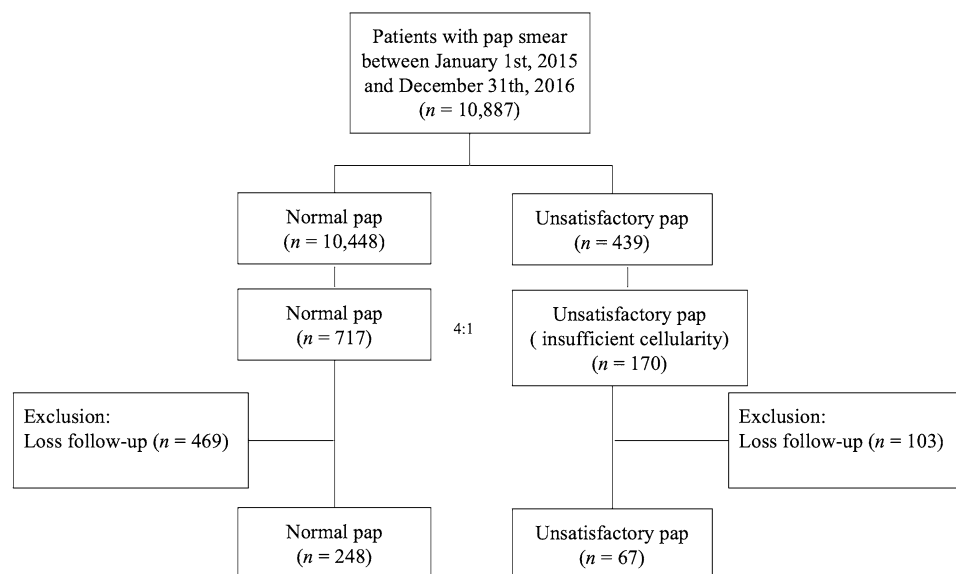 Patients with pap smear
between January 1st, 2015
and December 31th, 2016
(n = 10,887)
Normal pap
(n = 10,448)
Unsatisfactory pap
(n = 439)
Normal pap
(n = 717)
4:1
Unsatisfactory pap
( insufficient cellularity)
(n = 170)
Exclusion:
Loss follow-up (n = 469)
Exclusion:
Loss follow-up (n = 103)
Normal pap
(n = 248)
Unsatisfactory pap
(n = 67)